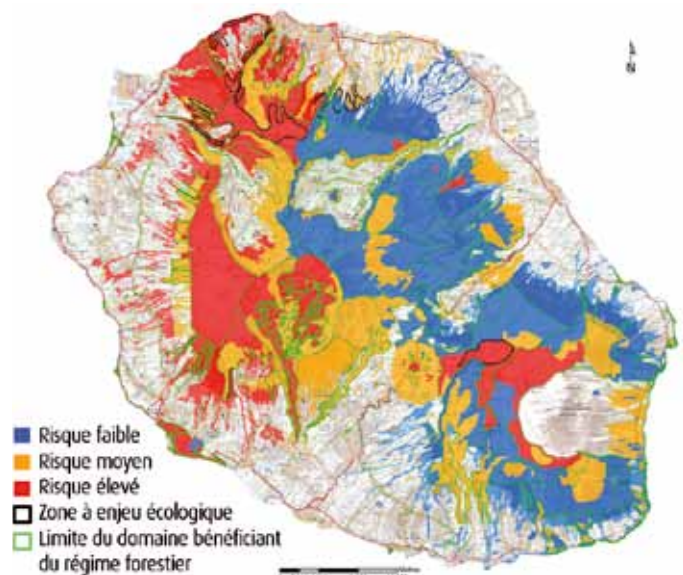 N
Risque faible
Risque moyen
Risque élevé
Zone à enjeu écologique
Limite du domaine bénéficiant
du régime forestier